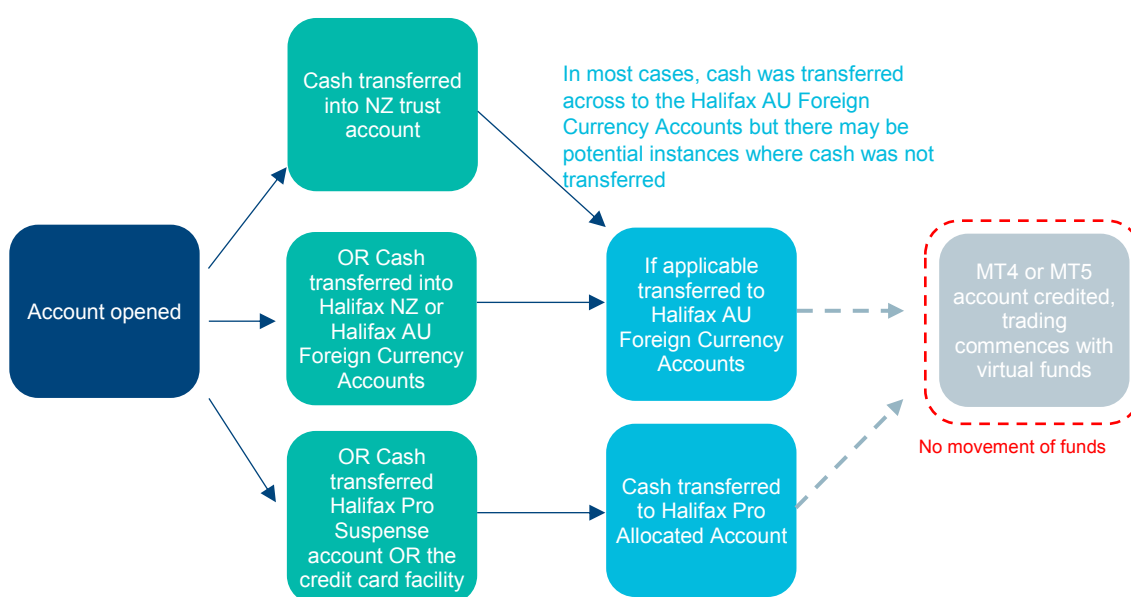 Account opened
Cash transferred
into NZ trust
account
In most cases, cash was transferred
across to the Halifax AU Foreign
Currency Accounts but there may be
potential instances where cash was not
transferred
OR Cash
transferred into
Halifax NZ or
Halifax AU
Foreign Currency
Accounts
If applicable
transferred to
Halifax AU
Foreign Currency
Accounts
MT4 or MT5
account credited,
trading
commences with
virtual funds
No movement of funds
OR Cash
transferred
Halifax Pro
Suspense
account OR the
credit card facility
Cash transferred
to Halifax Pro
Allocated Account